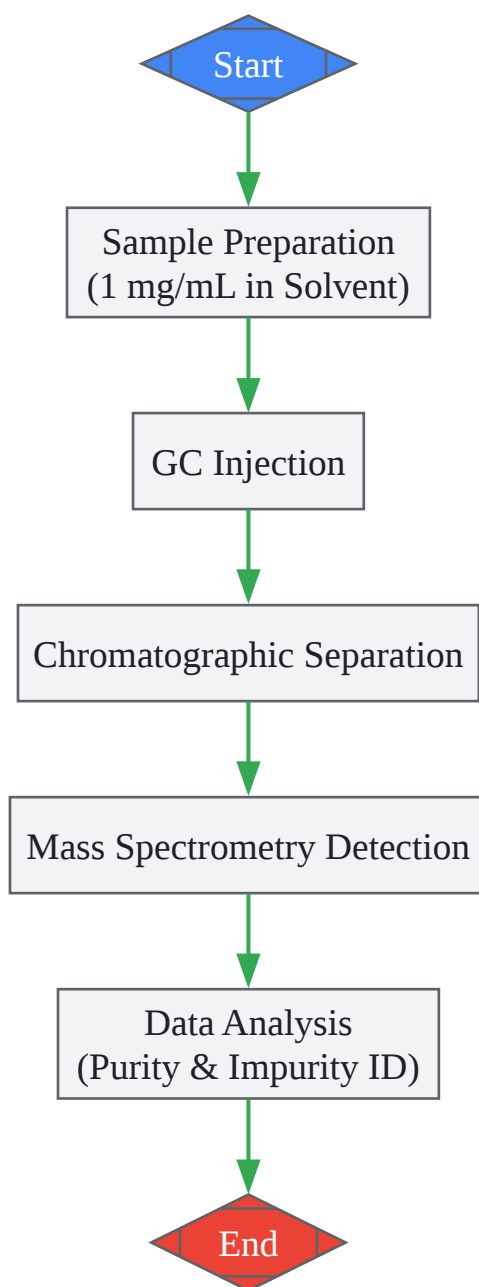 Start
Sample Preparation
(1 mg/mL in Solvent)
GC Injection
Chromatographic Separation
Mass Spectrometry Detection
Data Analysis
(Purity & Impurity ID)
End